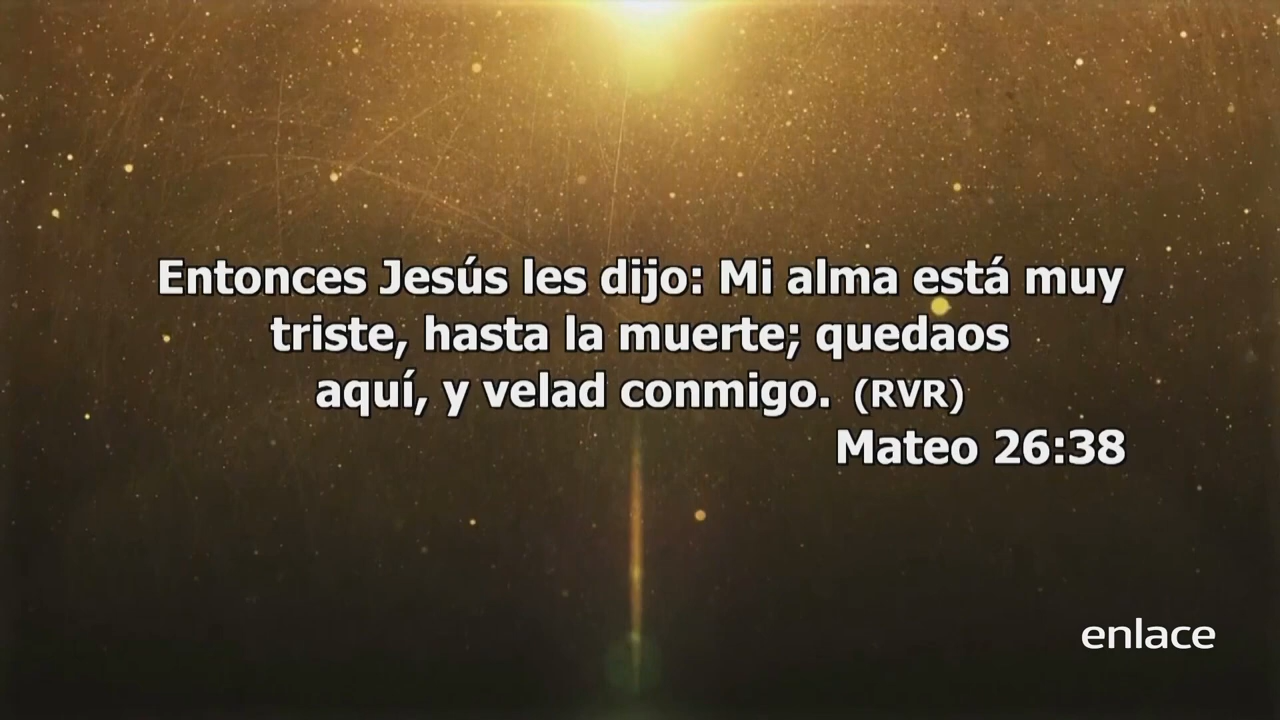 Entonces Jesús les dijo: Mi alma está muy
triste, hasta la muerte; quedaos
aquí, y velad conmigo. (RVR)
Mateo 26:38
enlace